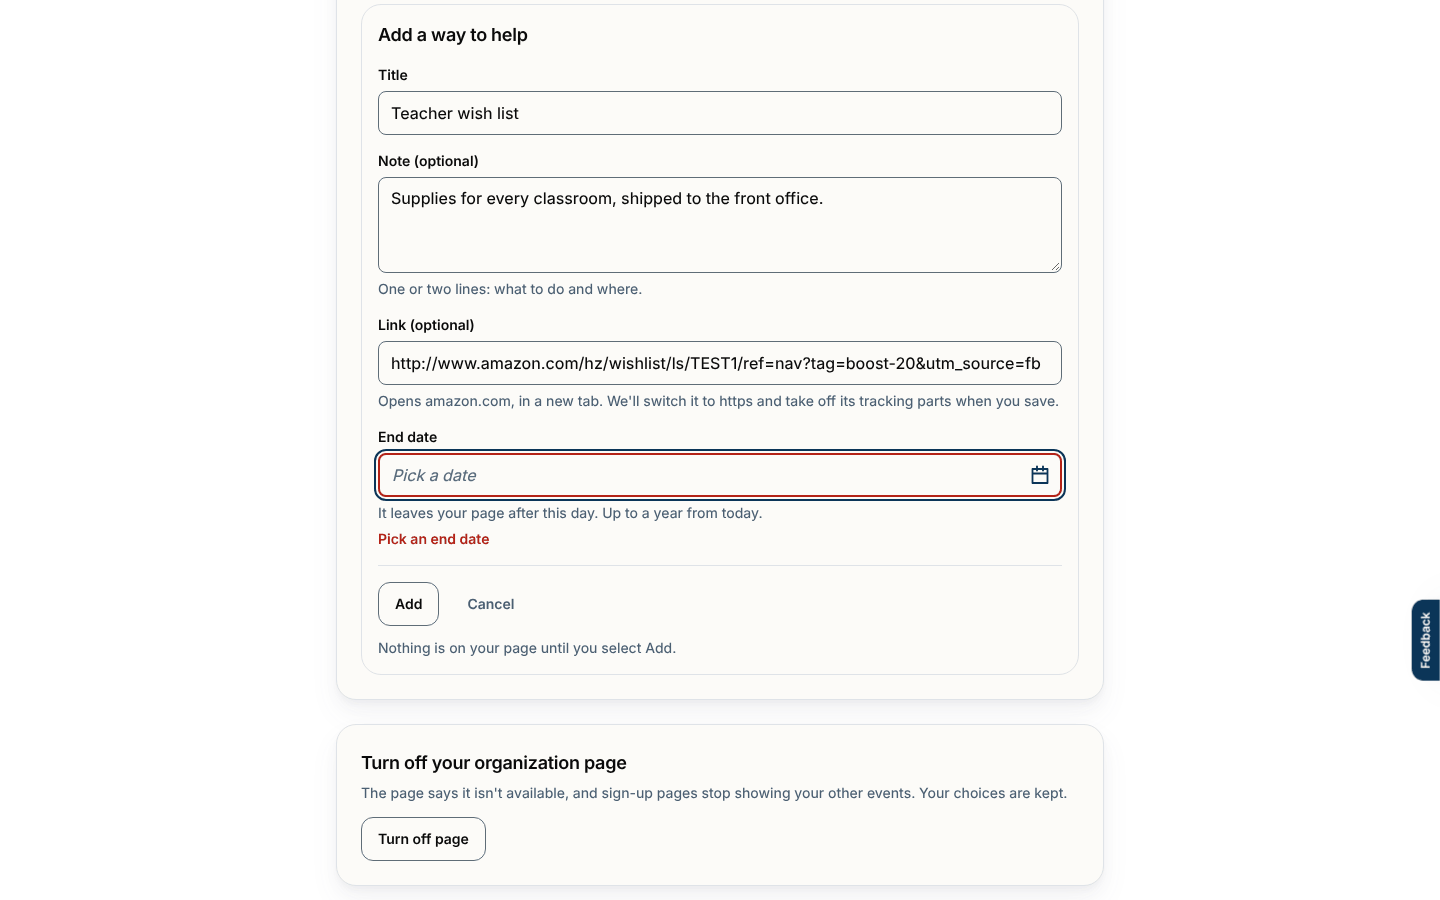 Add a way to help
Title
Teacher wish list
Note (optional)
Supplies for every classroom, shipped to the front office.
One or two lines: what to do and where.
Link (optional)
http://www.amazon.com/hz/wishlist/ls/TEST1/ref=nav?tag=boost-20&utm_source=fb
Opens amazon.com, in a new tab. We'll switch it to https and take off its tracking parts when you save.
End date
Pick a date
It leaves your page after this day. Up to a year from today.
Pick an end date
Add
Cancel
Nothing is on your page until you select Add.
Feedback
Turn off your organization page
The page says it isn't available, and sign-up pages stop showing your other events. Your choices are kept.
Turn off page